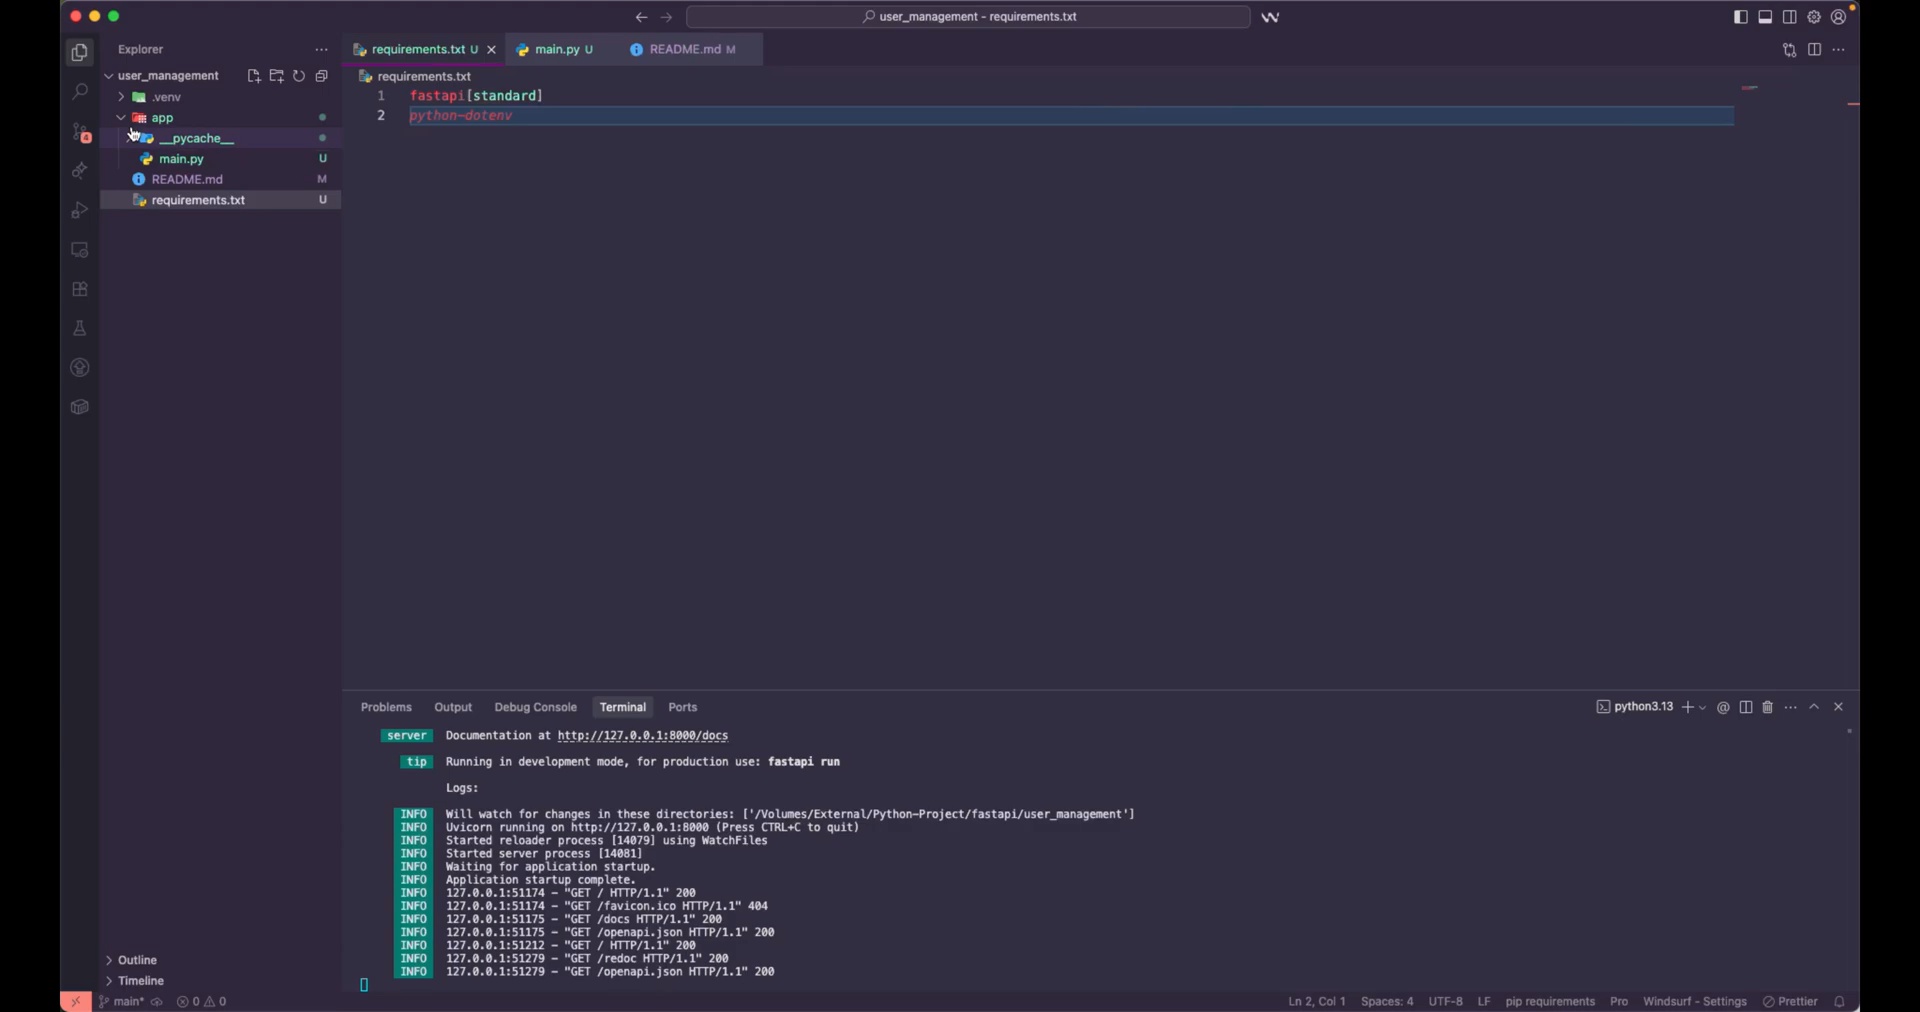 user_management - requirements.txt
Explorer
requirements.txt U
main.py U
README.md M
user_management
requirements.txt
.venv
app
__pycache__
main.py U
README.md M
requirements.txt U
1 fastapi[standard]
2 python-dotenv
4
Problems
Output
Debug Console
Terminal
Ports
python3.13
server Documentation at http://127.0.0.1:8000/docs
tip Running in development mode, for production use: fastapi run
Logs:
INFO Will watch for changes in these directories: ['/Volumes/External/Python-Project/fastapi/user_management']
INFO Uvicorn running on http://127.0.0.1:8000 (Press CTRL+C to quit)
INFO Started reloader process [14079] using WatchFiles
INFO Started server process [14081]
INFO Waiting for application startup.
INFO Application startup complete.
INFO 127.0.0.1:51174 - "GET / HTTP/1.1" 200
INFO 127.0.0.1:51174 - "GET /favicon.ico HTTP/1.1" 404
INFO 127.0.0.1:51175 - "GET /docs HTTP/1.1" 200
INFO 127.0.0.1:51175 - "GET /openapi.json HTTP/1.1" 200
INFO 127.0.0.1:51212 - "GET / HTTP/1.1" 200
INFO 127.0.0.1:51279 - "GET /redoc HTTP/1.1" 200
INFO 127.0.0.1:51279 - "GET /openapi.json HTTP/1.1" 200
Outline
Timeline
main*
0 0
Ln 2, Col 1
Spaces: 4
UTF-8
LF
pip requirements
Pro
Windsurf - Settings
Prettier